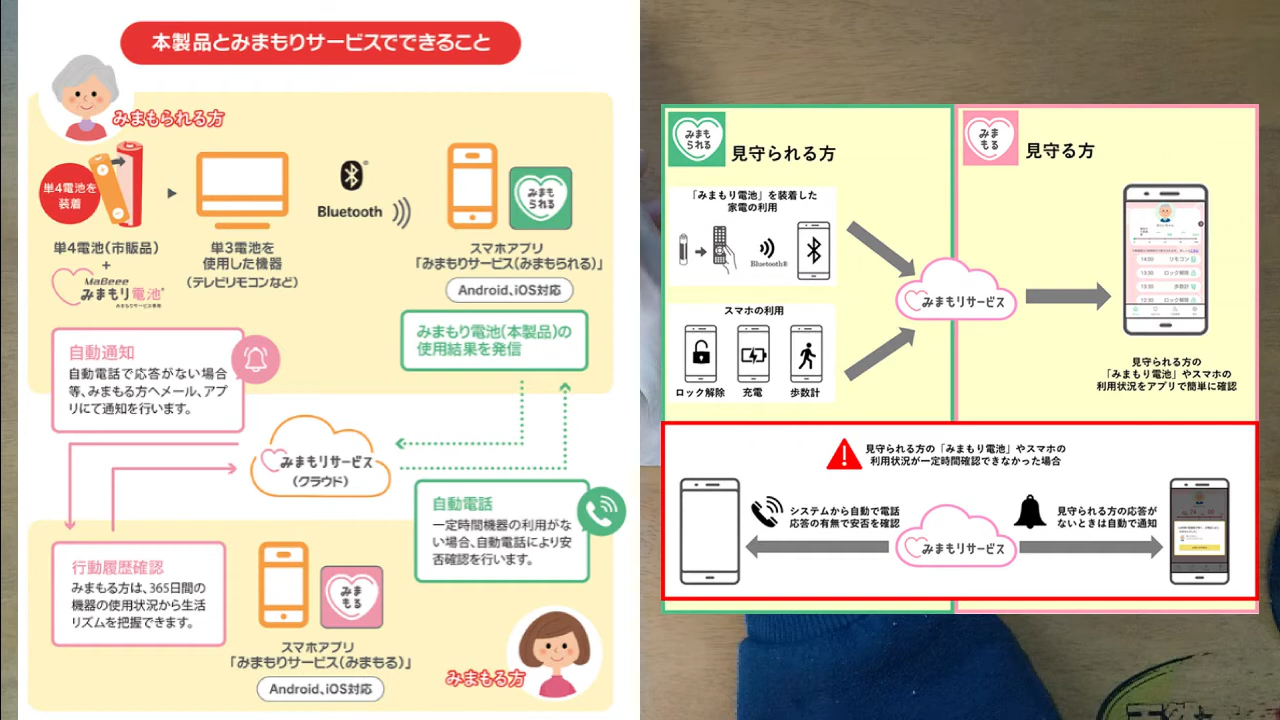 本製品とみまもりサービスでできること
みまもられる方
単4電池を
装着
単4電池(市販品)
+
MaBeee
みまもり電池
みまもりサービス専用
単3電池を
使用した機器
(テレビリモコンなど)
Bluetooth
みまも
られる
スマホアプリ
「みまもりサービス(みまもられる)」
Android、iOS対応
みまもり電池(本製品)の
使用結果を発信
自動通知
自動電話で応答がない場合
等、みまもる方へメール、アプ
リにて通知を行います。
みまもりサービス
(クラウド)
自動電話
一定時間機器の利用がな
い場合、自動電話により安
否確認を行います。
行動履歴確認
みまもる方は、365日間の
機器の使用状況から生活
リズムを把握できます。
みま
もる
スマホアプリ
「みまもりサービス(みまもる)」
Android、iOS対応
みまもる方
みまも
られる
見守られる方
「みまもり電池」を装着した
家電の利用
Bluetooth®
スマホの利用
ロック解除
充電
歩数計
みまもりサービス
みま
もる
見守る方
14:00 リモコン
13:30 ロック解除
13:30 歩数計
12:30 ロック解除
見守られる方の
「みまもり電池」やスマホの
利用状況をアプリで簡単に確認
見守られる方の「みまもり電池」やスマホの
利用状況が一定時間確認できなかった場合
システムから自動で電話
応答の有無で安否を確認
みまもりサービス
見守られる方の応答が
ないときは自動で通知